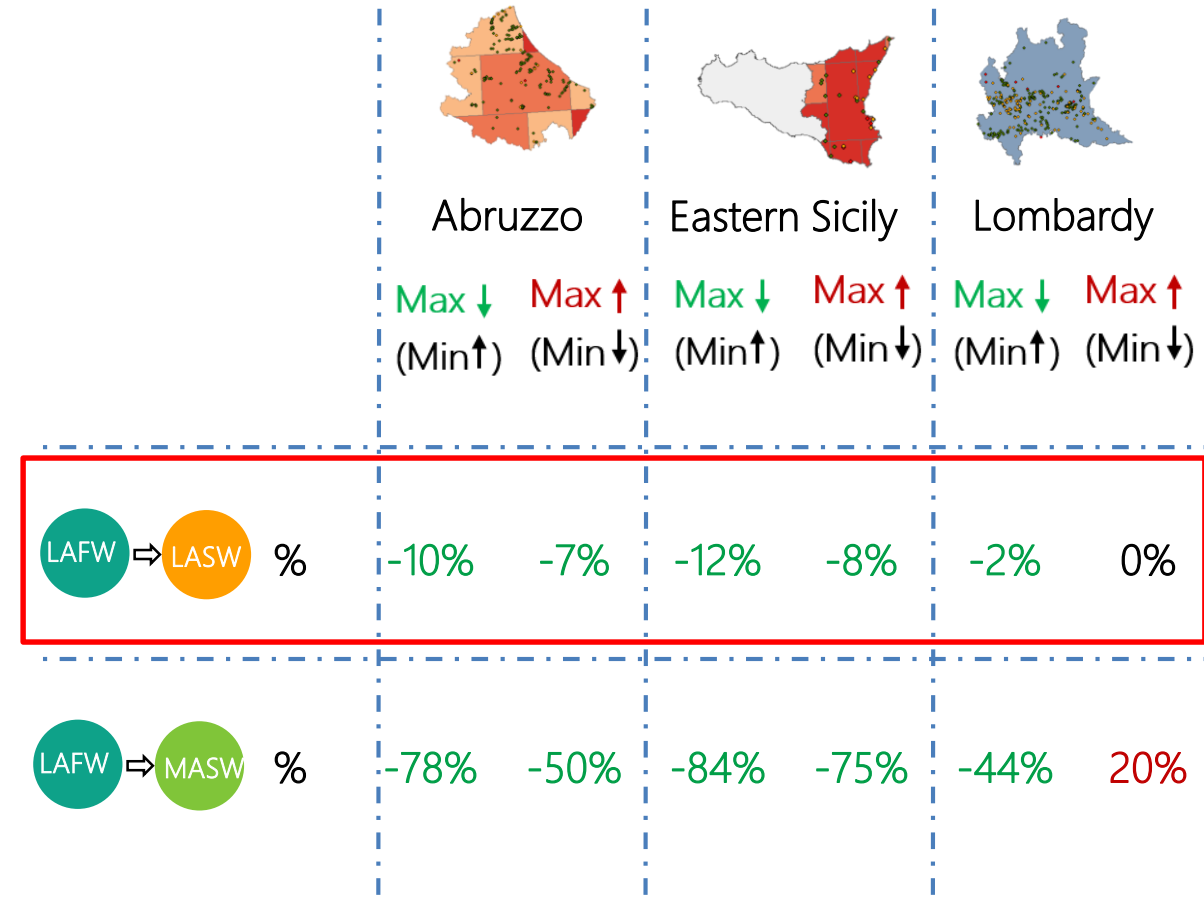 Abruzzo Eastern Sicily Lombardy
Max ↓ Max ↑ Max ↓ Max ↑ Max ↓ Max ↑
(Min↑) (Min↓) (Min↑) (Min↓) (Min↑) (Min↓)
LAFW ⇨ LASW % -10% -7% -12% -8% -2% 0%
LAFW ⇨ MASW % -78% -50% -84% -75% -44% 20%